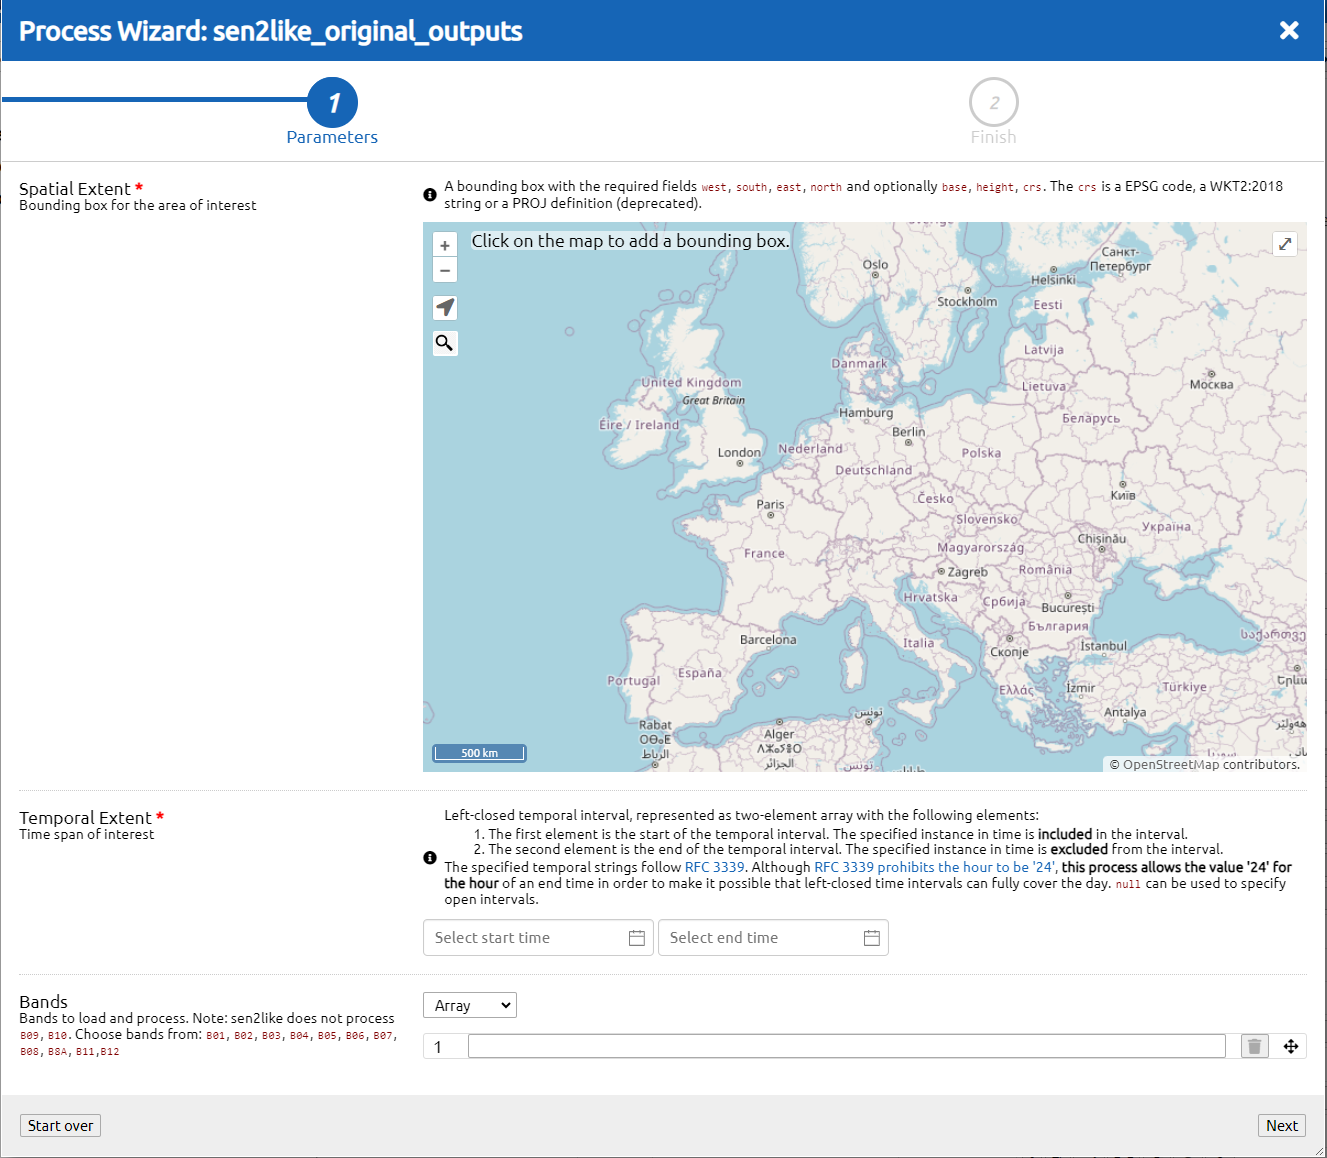 Process Wizard: sen2like_original_outputs
1
2
Parameters
Finish
Spatial Extent *
Bounding box for the area of interest
A bounding box with the required fields west, south, east, north and optionally base, height, crs. The crs is a EPSG code, a WKT2:2018
string or a PROJ definition (deprecated).
+
Click on the map to add a bounding box.
−
Sverige
Oslo
Санкт-
Петербург
Helsinki
Stockholm
Eesti
Latvija
Danmark
United Kingdom
Lietuva
Москва
Great Britain
Hamburg
Беларусь
Éire / Ireland
Berlin
London
Nederland
Polska
Deutschland
Česko
Київ
Paris
Slovensko
Україна
Chișinău
France
Magyarország
Zagreb
România
Hrvatska
Србија
București
България
Barcelona
Italia
Скопје
İstanbul
España
Portugal
Ελλάς
İzmir
Türkiye
Antalya
تونس
Rabat
Alger
الرباط
الجزائر
تونس
500 km
© OpenStreetMap contributors.
Temporal Extent *
Time span of interest
Left-closed temporal interval, represented as two-element array with the following elements:
1. The first element is the start of the temporal interval. The specified instance in time is included in the interval.
2. The second element is the end of the temporal interval. The specified instance in time is excluded from the interval.
The specified temporal strings follow RFC 3339. Although RFC 3339 prohibits the hour to be '24', this process allows the value '24' for
the hour of an end time in order to make it possible that left-closed time intervals can fully cover the day. null can be used to specify
open intervals.
Select start time
Select end time
Bands
Bands to load and process. Note: sen2like does not process
B09, B10. Choose bands from: B01, B02, B03, B04, B05, B06, B07,
B08, B8A, B11,B12
Array
1
Start over
Next